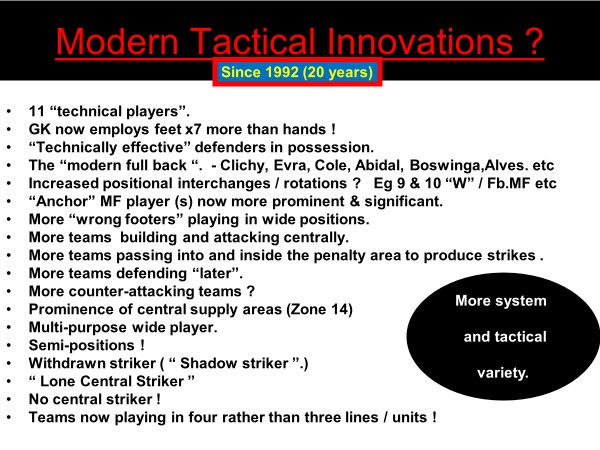 Modern Tactical Innovations ?
Since 1992 (20 years)
• 11 “technical players”.
• GK now employs feet x7 more than hands !
• “Technically effective” defenders in possession.
• The “modern full back “.  - Clichy, Evra, Cole, Abidal, Boswinga,Alves. etc
• Increased positional interchanges / rotations ?   Eg 9 & 10 “W” / Fb.MF etc
• “Anchor” MF player (s) now more prominent & significant.
• More “wrong footers” playing in wide positions.
• More teams  building and attacking centrally.
• More teams passing into and inside the penalty area to produce strikes .
• More teams defending “later”.
• More counter-attacking teams ?
• Prominence of central supply areas (Zone 14)
• Multi-purpose wide player.
• Semi-positions !
• Withdrawn striker ( “ Shadow striker ”.)
• “ Lone Central Striker ”
• No central striker !
• Teams now playing in four rather than three lines / units !
More system
and tactical
variety.